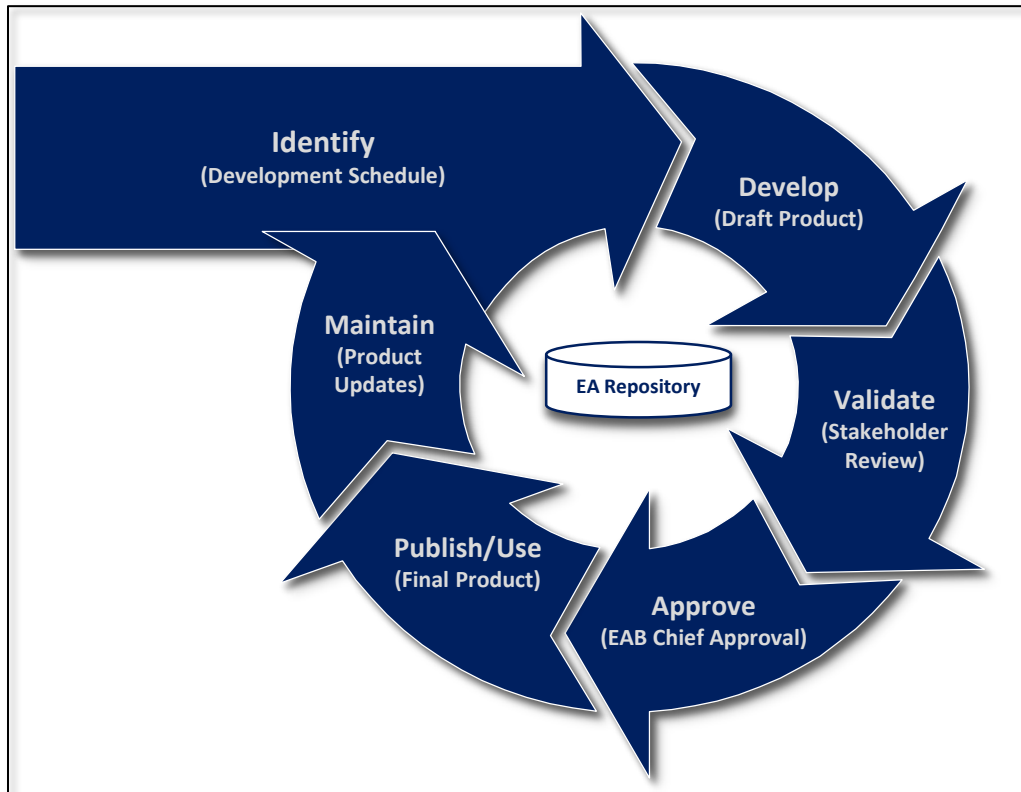 Identify
(Development Schedule)
Develop
(Draft Product)
Validate
(Stakeholder
Review)
Approve
(EAB Chief Approval)
Publish/Use
(Final Product)
Maintain
(Product
Updates)
EA Repository